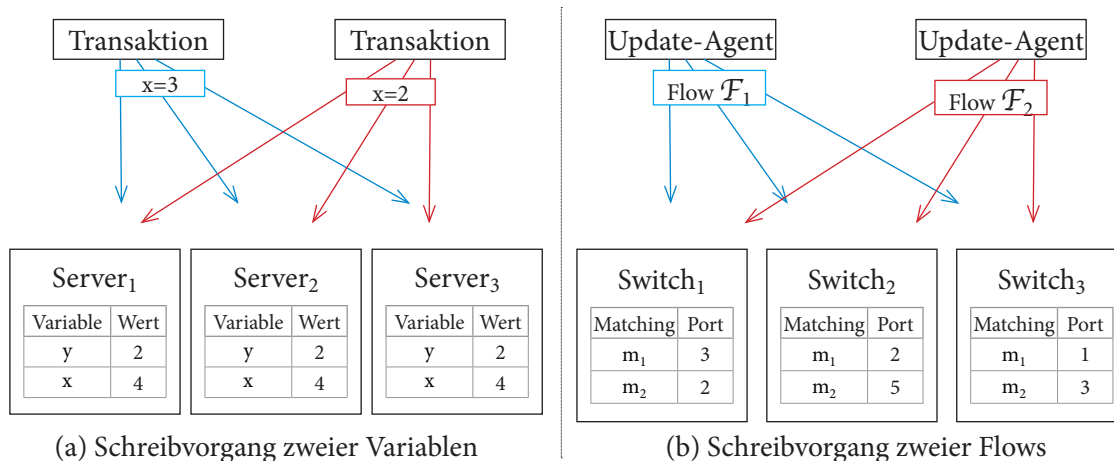 Transaktion
Transaktion
x=3
x=2
Server₁
Variable Wert
y 2
x 4
Server₂
Variable Wert
y 2
x 4
Server₃
Variable Wert
y 2
x 4
(a) Schreibvorgang zweier Variablen
Update-Agent
Update-Agent
Flow ℱ₁
Flow ℱ₂
Switch₁
Matching Port
m₁ 3
m₂ 2
Switch₂
Matching Port
m₁ 2
m₂ 5
Switch₃
Matching Port
m₁ 1
m₂ 3
(b) Schreibvorgang zweier Flows